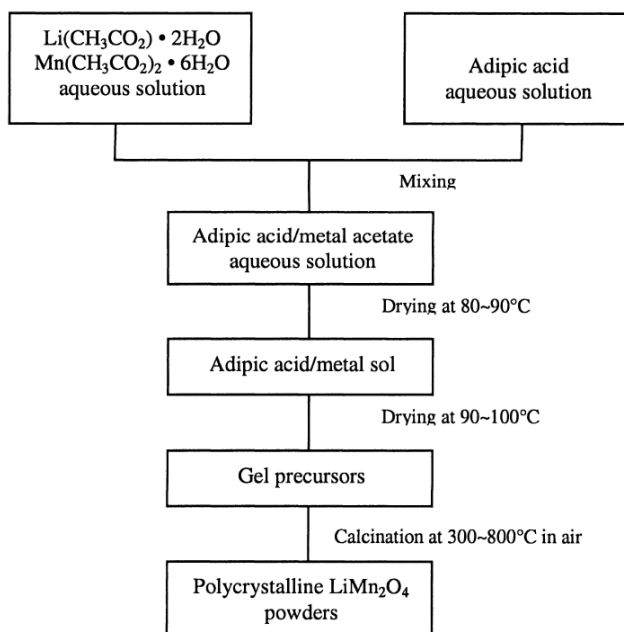 Li(CH₃CO₂) • 2H₂O
Mn(CH₃CO₂)₂ • 6H₂O
aqueous solution
Adipic acid
aqueous solution
Mixing
Adipic acid/metal acetate
aqueous solution
Drying at 80~90°C
Adipic acid/metal sol
Drying at 90~100°C
Gel precursors
Calcination at 300~800°C in air
Polycrystalline LiMn₂O₄
powders